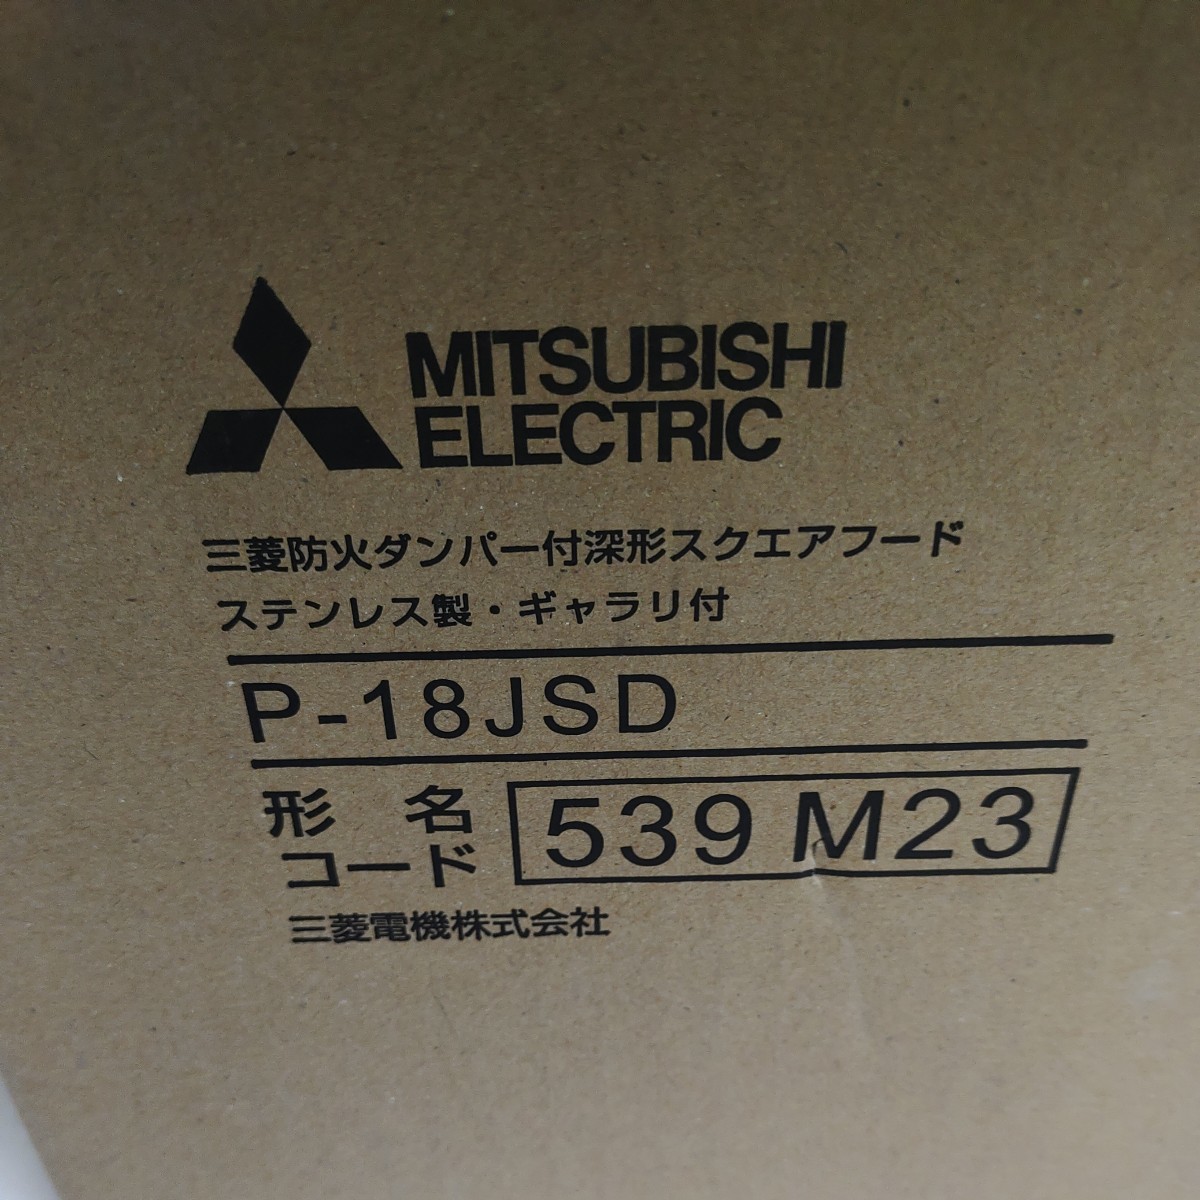 MITSUBISHI
ELECTRIC
三菱防火ダンパー付深形スクエアフード
ステンレス製・ギャラリ付
P-18JSD
形名
コード
539 M23
三菱電機株式会社